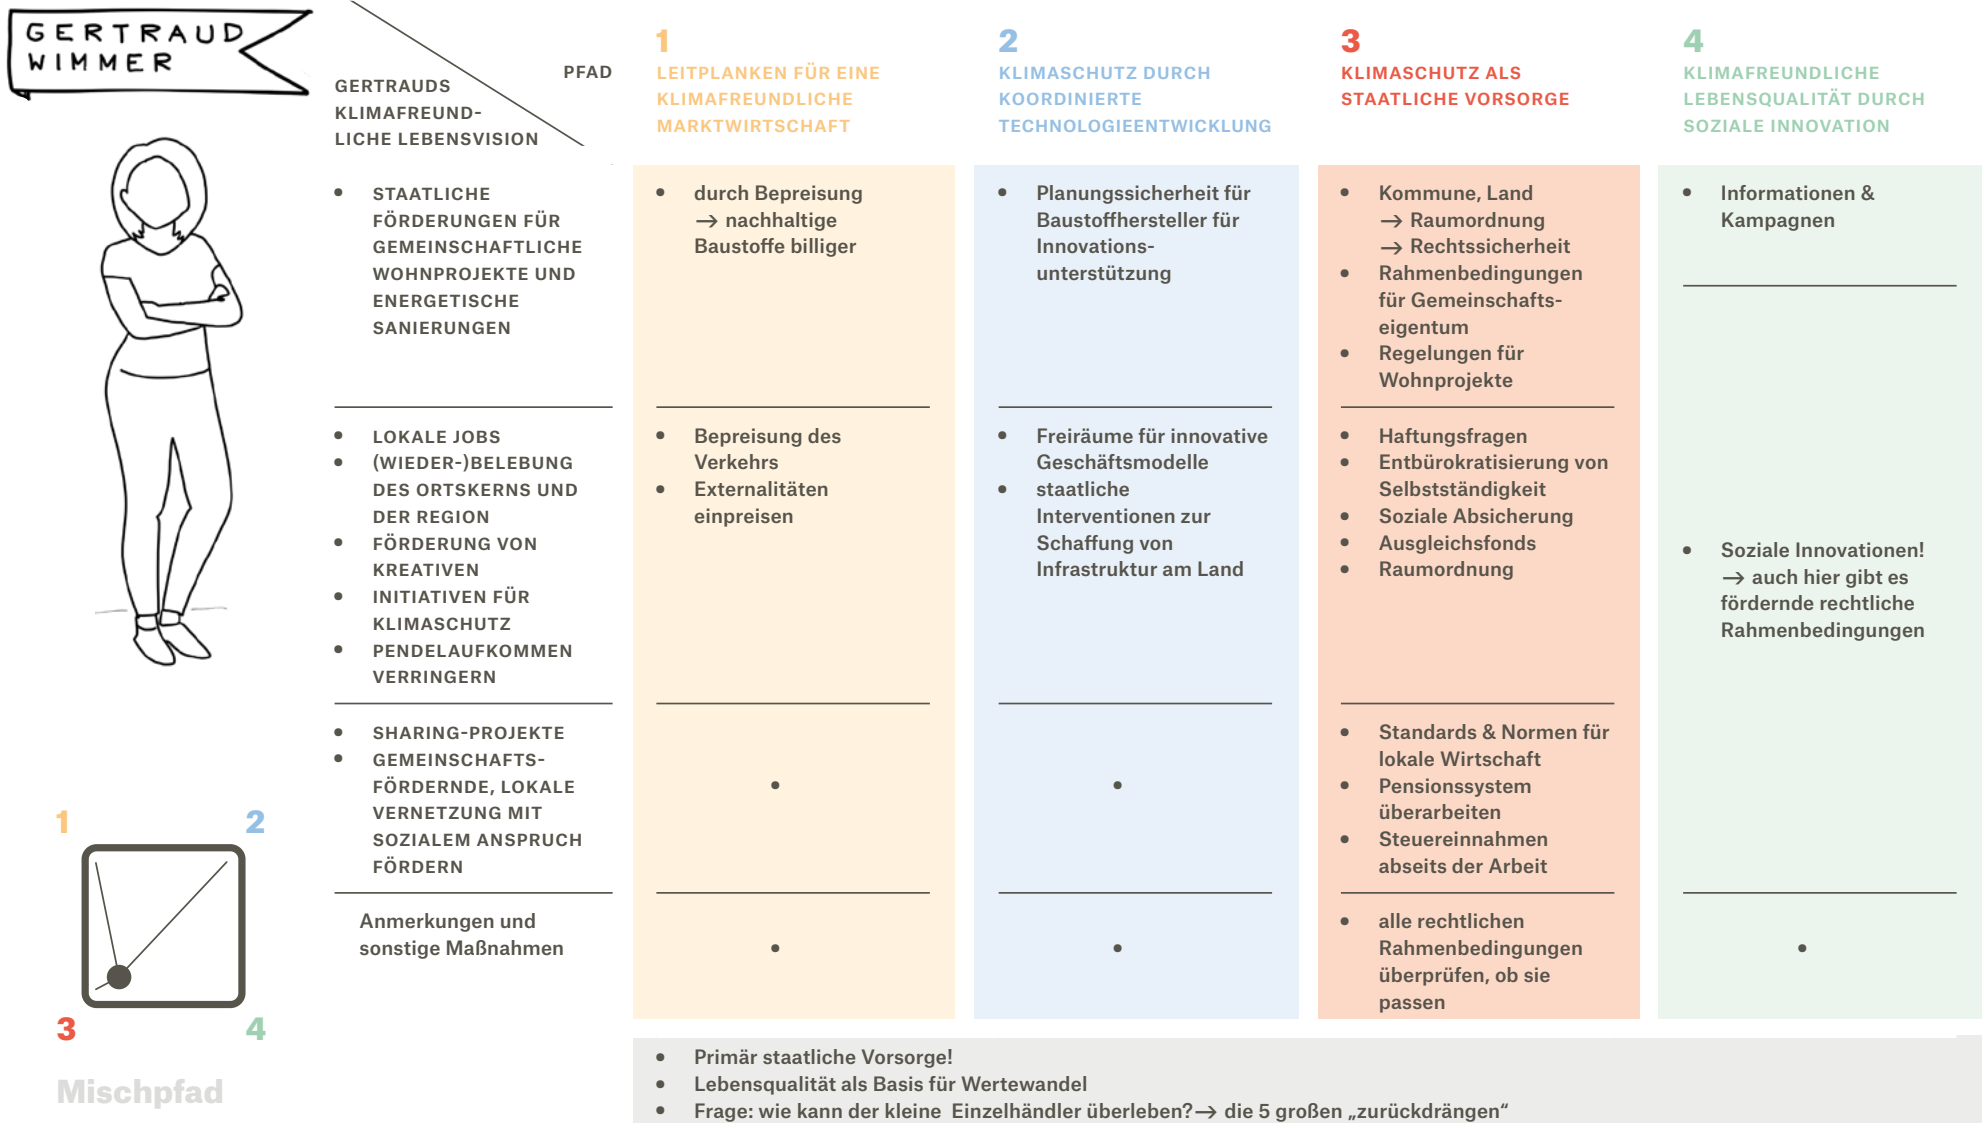 GERTRAUD
WIMMER
PFAD
GERTRAUDS
KLIMAFREUND-
LICHE LEBENSVISION
1
LEITPLANKEN FÜR EINE
KLIMAFREUNDLICHE
MARKTWIRTSCHAFT
2
KLIMASCHUTZ DURCH
KOORDINIERTE
TECHNOLOGIEENTWICKLUNG
3
KLIMASCHUTZ ALS
STAATLICHE VORSORGE
4
KLIMAFREUNDLICHE
LEBENSQUALITÄT DURCH
SOZIALE INNOVATION
• STAATLICHE
FÖRDERUNGEN FÜR
GEMEINSCHAFTLICHE
WOHNPROJEKTE UND
ENERGETISCHE
SANIERUNGEN
• durch Bepreisung
→ nachhaltige
Baustoffe billiger
• Planungssicherheit für
Baustoffhersteller für
Innovations-
unterstützung
• Kommune, Land
→ Raumordnung
→ Rechtssicherheit
• Rahmenbedingungen
für Gemeinschafts-
eigentum
• Regelungen für
Wohnprojekte
• Informationen &
Kampagnen
• LOKALE JOBS
• (WIEDER-)BELEBUNG
DES ORTSKERNS UND
DER REGION
• FÖRDERUNG VON
KREATIVEN
• INITIATIVEN FÜR
KLIMASCHUTZ
• PENDELAUFKOMMEN
VERRINGERN
• Bepreisung des
Verkehrs
• Externalitäten
einpreisen
• Freiräume für innovative
Geschäftsmodelle
• staatliche
Interventionen zur
Schaffung von
Infrastruktur am Land
• Haftungsfragen
• Entbürokratisierung von
Selbstständigkeit
• Soziale Absicherung
• Ausgleichsfonds
• Raumordnung
• Soziale Innovationen!
→ auch hier gibt es
fördernde rechtliche
Rahmenbedingungen
• SHARING-PROJEKTE
• GEMEINSCHAFTS-
FÖRDERNDE, LOKALE
VERNETZUNG MIT
SOZIALEM ANSPRUCH
FÖRDERN
•
•
• Standards & Normen für
lokale Wirtschaft
• Pensionssystem
überarbeiten
• Steuereinnahmen
abseits der Arbeit
Anmerkungen und
sonstige Maßnahmen
•
•
• alle rechtlichen
Rahmenbedingungen
überprüfen, ob sie
passen
•
1 2
3 4
Mischpfad
• Primär staatliche Vorsorge!
• Lebensqualität als Basis für Wertewandel
• Frage: wie kann der kleine Einzelhändler überleben?→ die 5 großen „zurückdrängen“